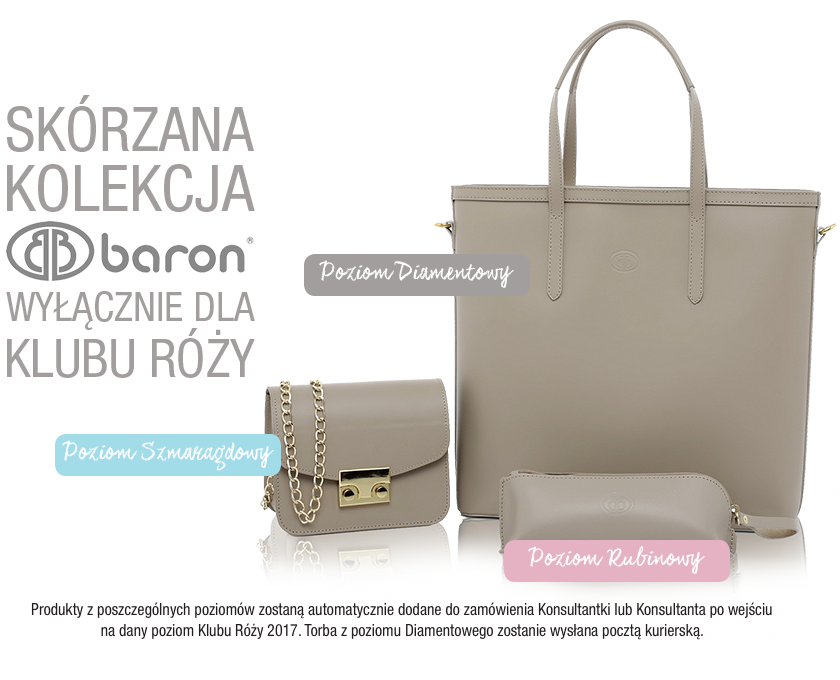 SKÓRZANA
KOLEKCJA
baron®
WYŁĄCZNIE DLA
KLUBU RÓŻY
Poziom Diamentowy
Poziom Szmaragdowy
Poziom Rubinowy
Produkty z poszczególnych poziomów zostaną automatycznie dodane do zamówienia Konsultantki lub Konsultanta po wejściu
na dany poziom Klubu Róży 2017. Torba z poziomu Diamentowego zostanie wysłana pocztą kurierską.